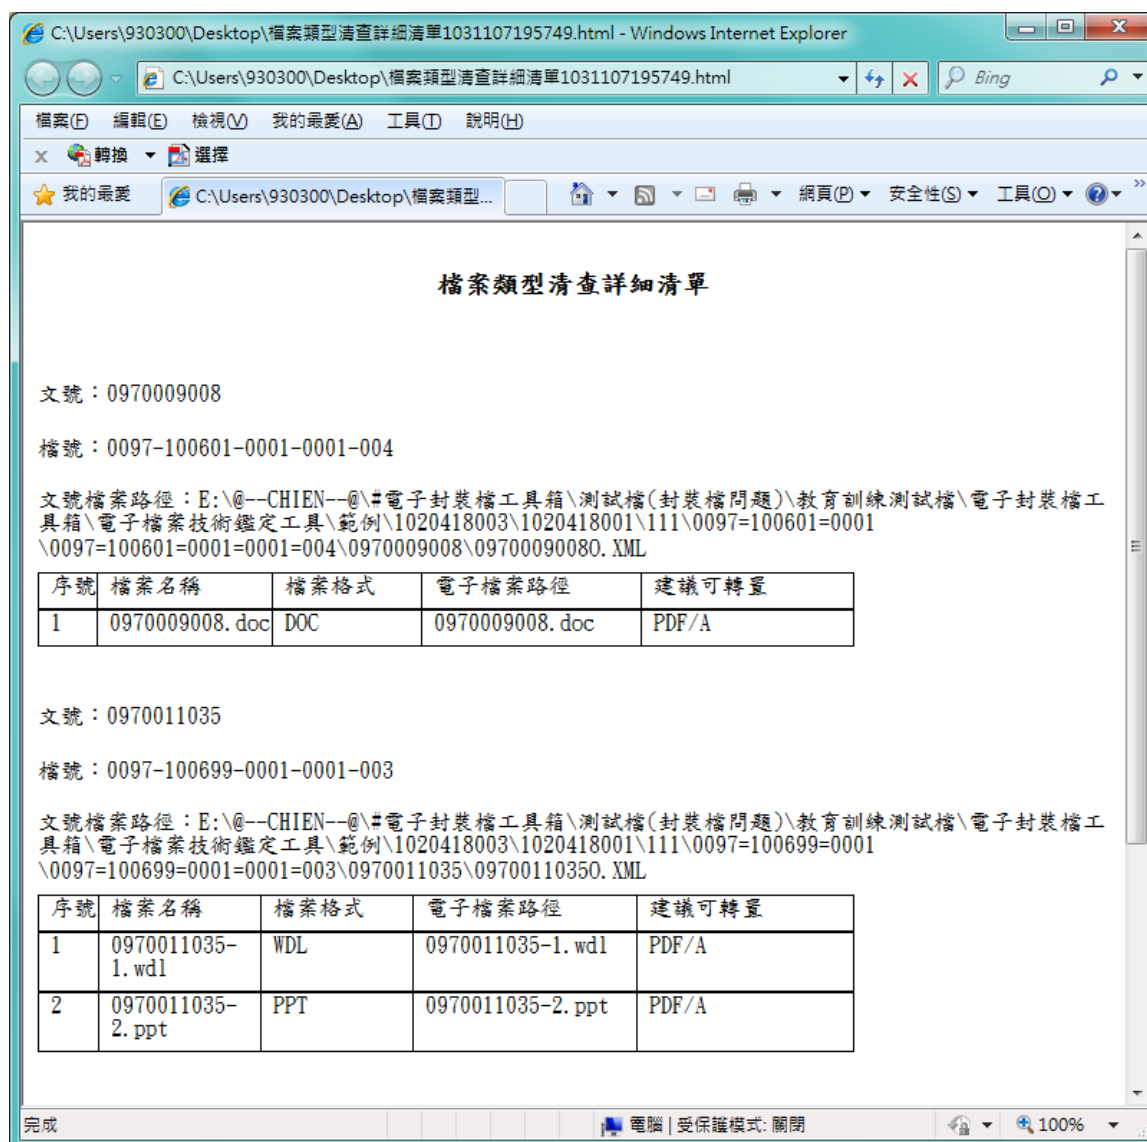 C:\Users\930300\Desktop\檔案類型清查詳細清單1031107195749.html - Windows Internet Explorer
C:\Users\930300\Desktop\檔案類型清查詳細清單1031107195749.html Bing
檔案(F) 編輯(E) 檢視(V) 我的最愛(A) 工具(T) 說明(H)
x 轉換 選擇
我的最愛 C:\Users\930300\Desktop\檔案類型... 網頁(P) 安全性(S) 工具(O) »
檔案類型清查詳細清單
文號：0970009008
檔號：0097-100601-0001-0001-004
文號檔案路徑：E:\@--CHIEN--@\#電子封裝檔工具箱\測試檔(封裝檔問題)\教育訓練測試檔\電子封裝檔工
具箱\電子檔案技術鑑定工具\範例\1020418003\1020418001\111\0097=100601=0001
\0097=100601=0001=0001=004\0970009008\0970009008O.XML
序號 檔案名稱 檔案格式 電子檔案路徑 建議可轉置
1 0970009008.doc DOC 0970009008.doc PDF/A
文號：0970011035
檔號：0097-100699-0001-0001-003
文號檔案路徑：E:\@--CHIEN--@\#電子封裝檔工具箱\測試檔(封裝檔問題)\教育訓練測試檔\電子封裝檔工
具箱\電子檔案技術鑑定工具\範例\1020418003\1020418001\111\0097=100699=0001
\0097=100699=0001=0001=003\0970011035\0970011035O.XML
序號 檔案名稱 檔案格式 電子檔案路徑 建議可轉置
1 0970011035- WDL 0970011035-1.wdl PDF/A
1.wdl
2 0970011035- PPT 0970011035-2.ppt PDF/A
2.ppt
完成 電腦 | 受保護模式: 關閉 100%